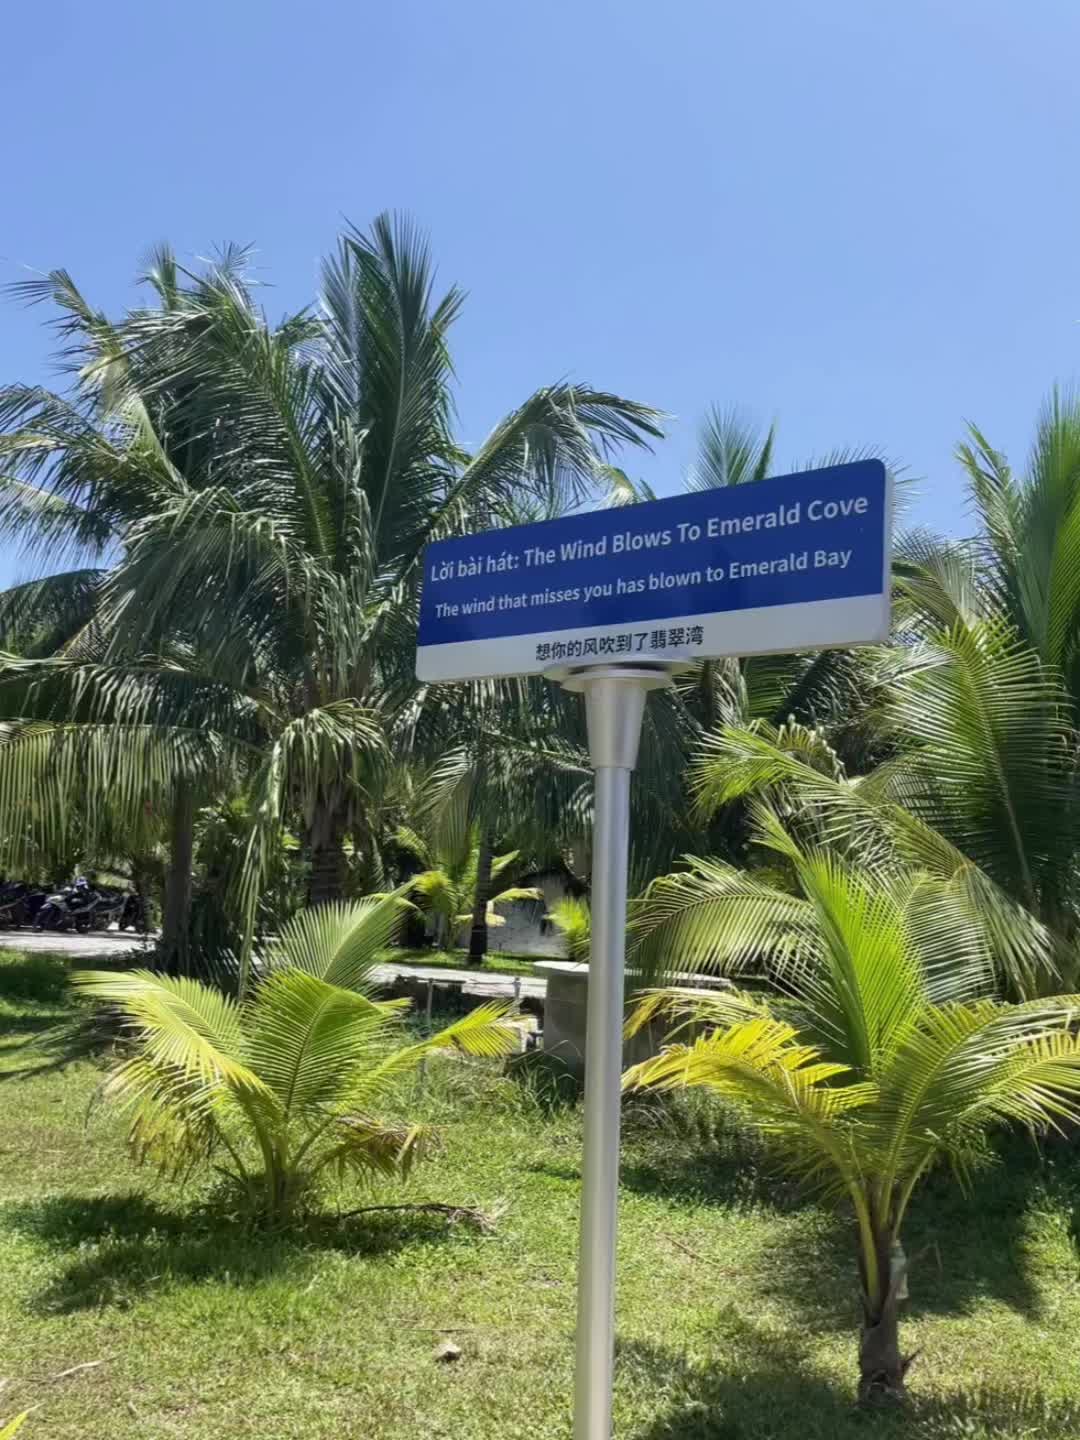 Lời bài hát: The Wind Blows To Emerald Cove
The wind that misses you has blown to Emerald Bay
想你的风吹到了翡翠湾